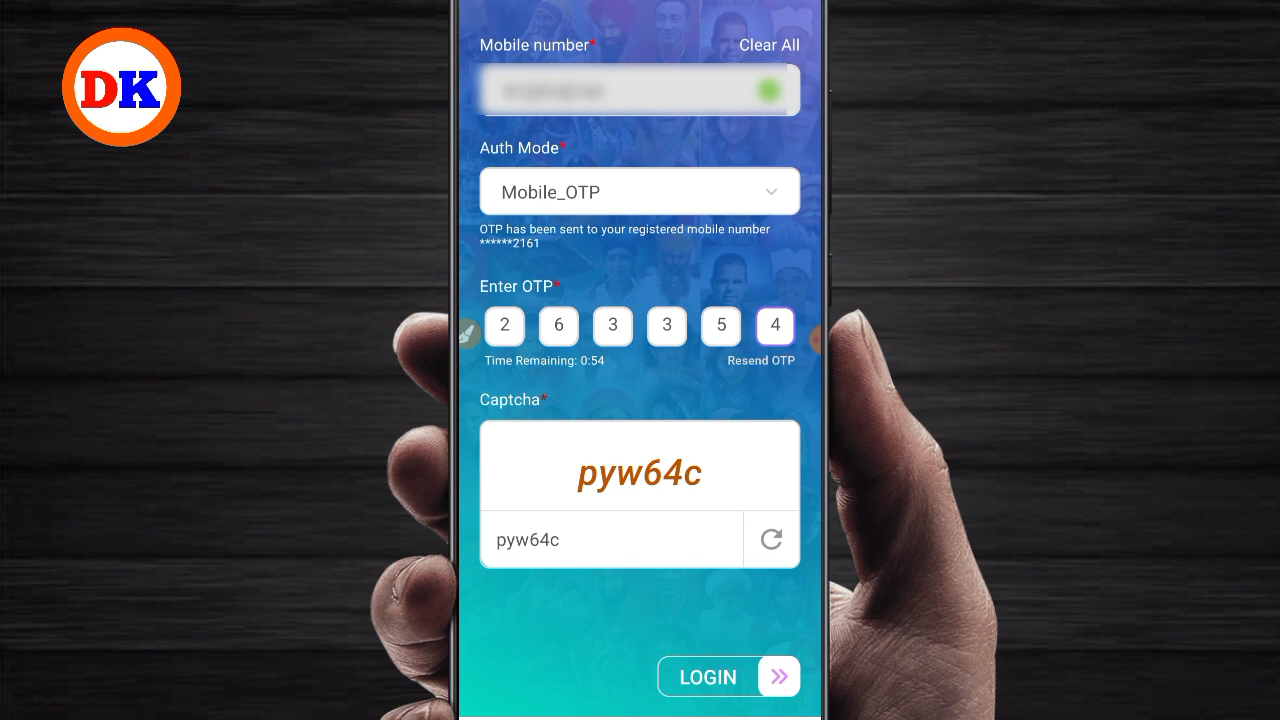 DK
Mobile number*
Clear All
Auth Mode*
Mobile_OTP
OTP has been sent to your registered mobile number
******2161
Enter OTP*
2 6 3 3 5 4
Time Remaining: 0:54
Resend OTP
Captcha*
pyw64c
pyw64c
LOGIN